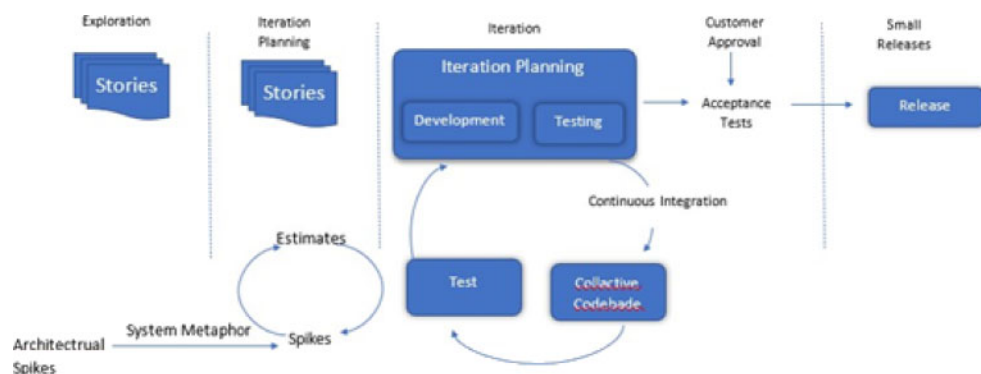 Exploration
Iteration
Planning
Iteration
Customer
Approval
Small
Releases
Stories
Stories
Iteration Planning
Development
Testing
Acceptance
Tests
Release
Continuous Integration
Estimates
Test
Collactive
Codebade
System Metaphor
Spikes
Architectrual
Spikes